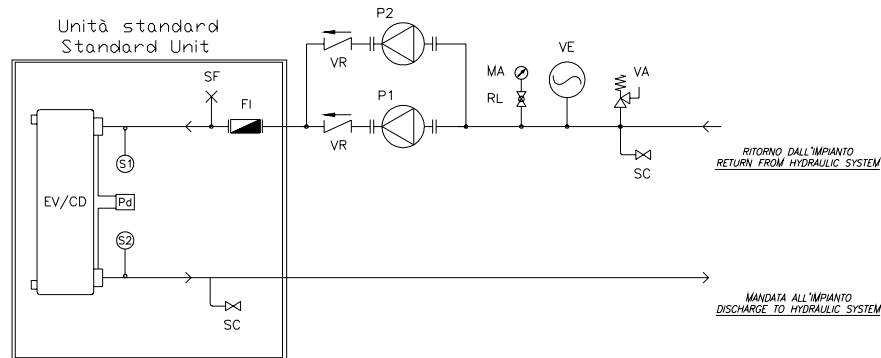 Unità standard
Standard Unit
P2
VR
SF
FI
P1
VR
MA
RL
VE
VA
SC
RITORNO DALL'IMPIANTO
RETURN FROM HYDRAULIC SYSTEM
S1
EV/CD
Pd
S2
SC
MANDATA ALL'IMPIANTO
DISCHARGE TO HYDRAULIC SYSTEM